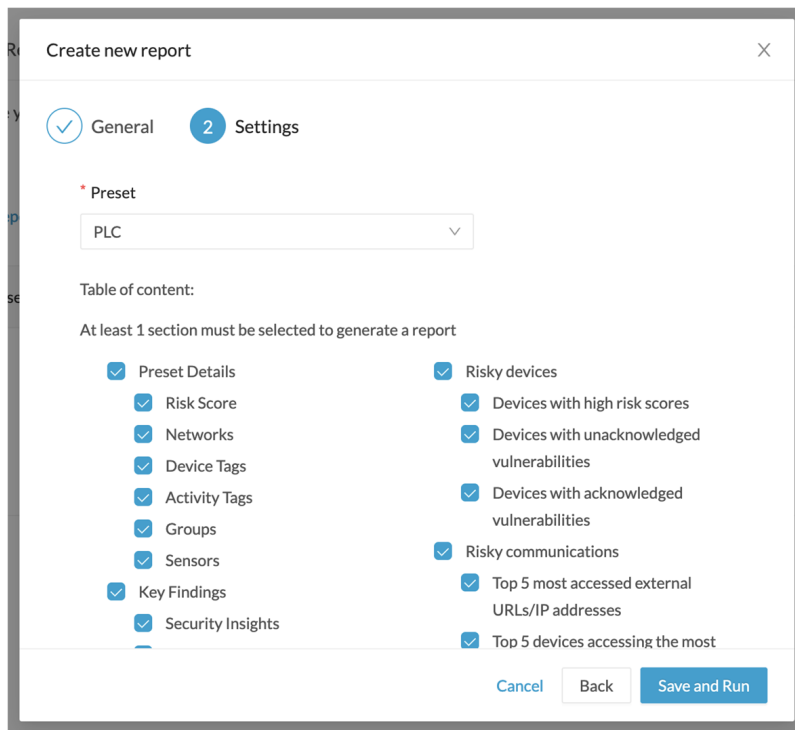 Create new report
General
2
Settings
* Preset
PLC
Table of content:
At least 1 section must be selected to generate a report
Preset Details
Risk Score
Networks
Device Tags
Activity Tags
Groups
Sensors
Key Findings
Security Insights
Risky devices
Devices with high risk scores
Devices with unacknowledged
vulnerabilities
Devices with acknowledged
vulnerabilities
Risky communications
Top 5 most accessed external
URLs/IP addresses
Top 5 devices accessing the most
Cancel
Back
Save and Run